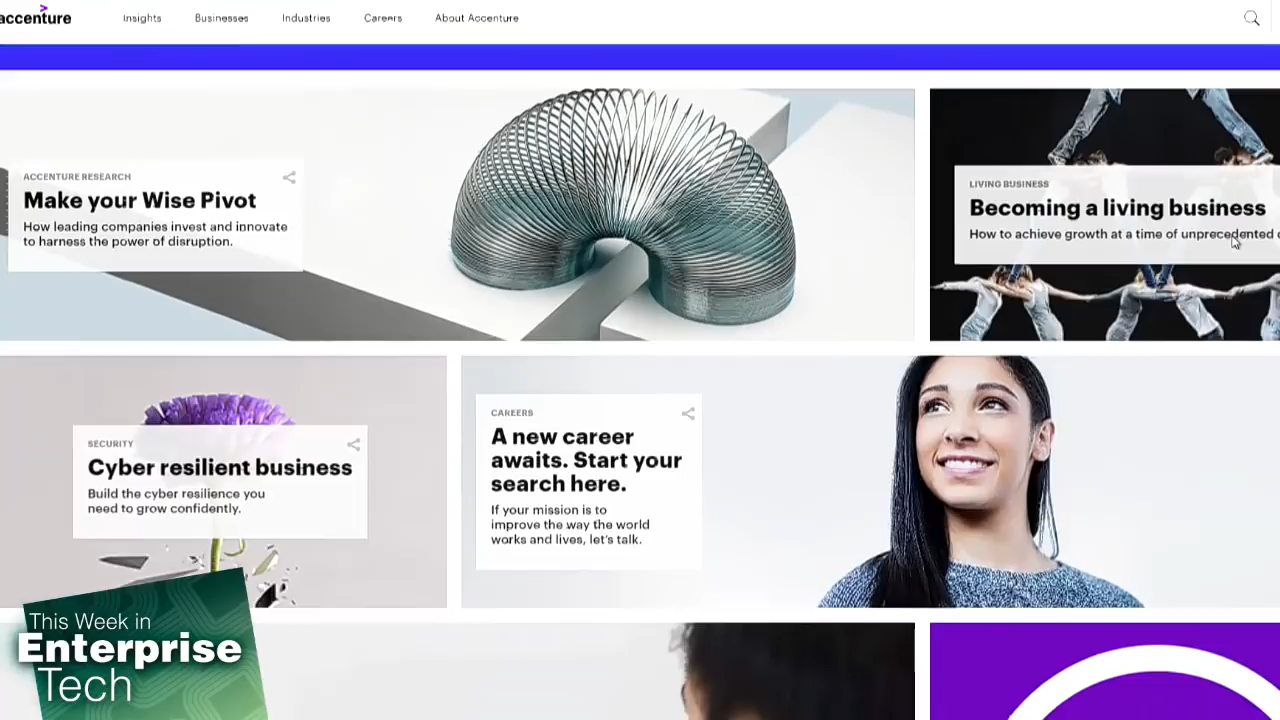 accenture
Insights
Businesses
Industries
Careers
About Accenture
ACCENTURE RESEARCH
Make your Wise Pivot
How leading companies invest and innovate
to harness the power of disruption.
LIVING BUSINESS
Becoming a living business
How to achieve growth at a time of unprecedented
SECURITY
Cyber resilient business
Build the cyber resilience you
need to grow confidently.
CAREERS
A new career
awaits. Start your
search here.
If your mission is to
improve the way the world
works and lives, let's talk.
This Week in
Enterprise
Tech